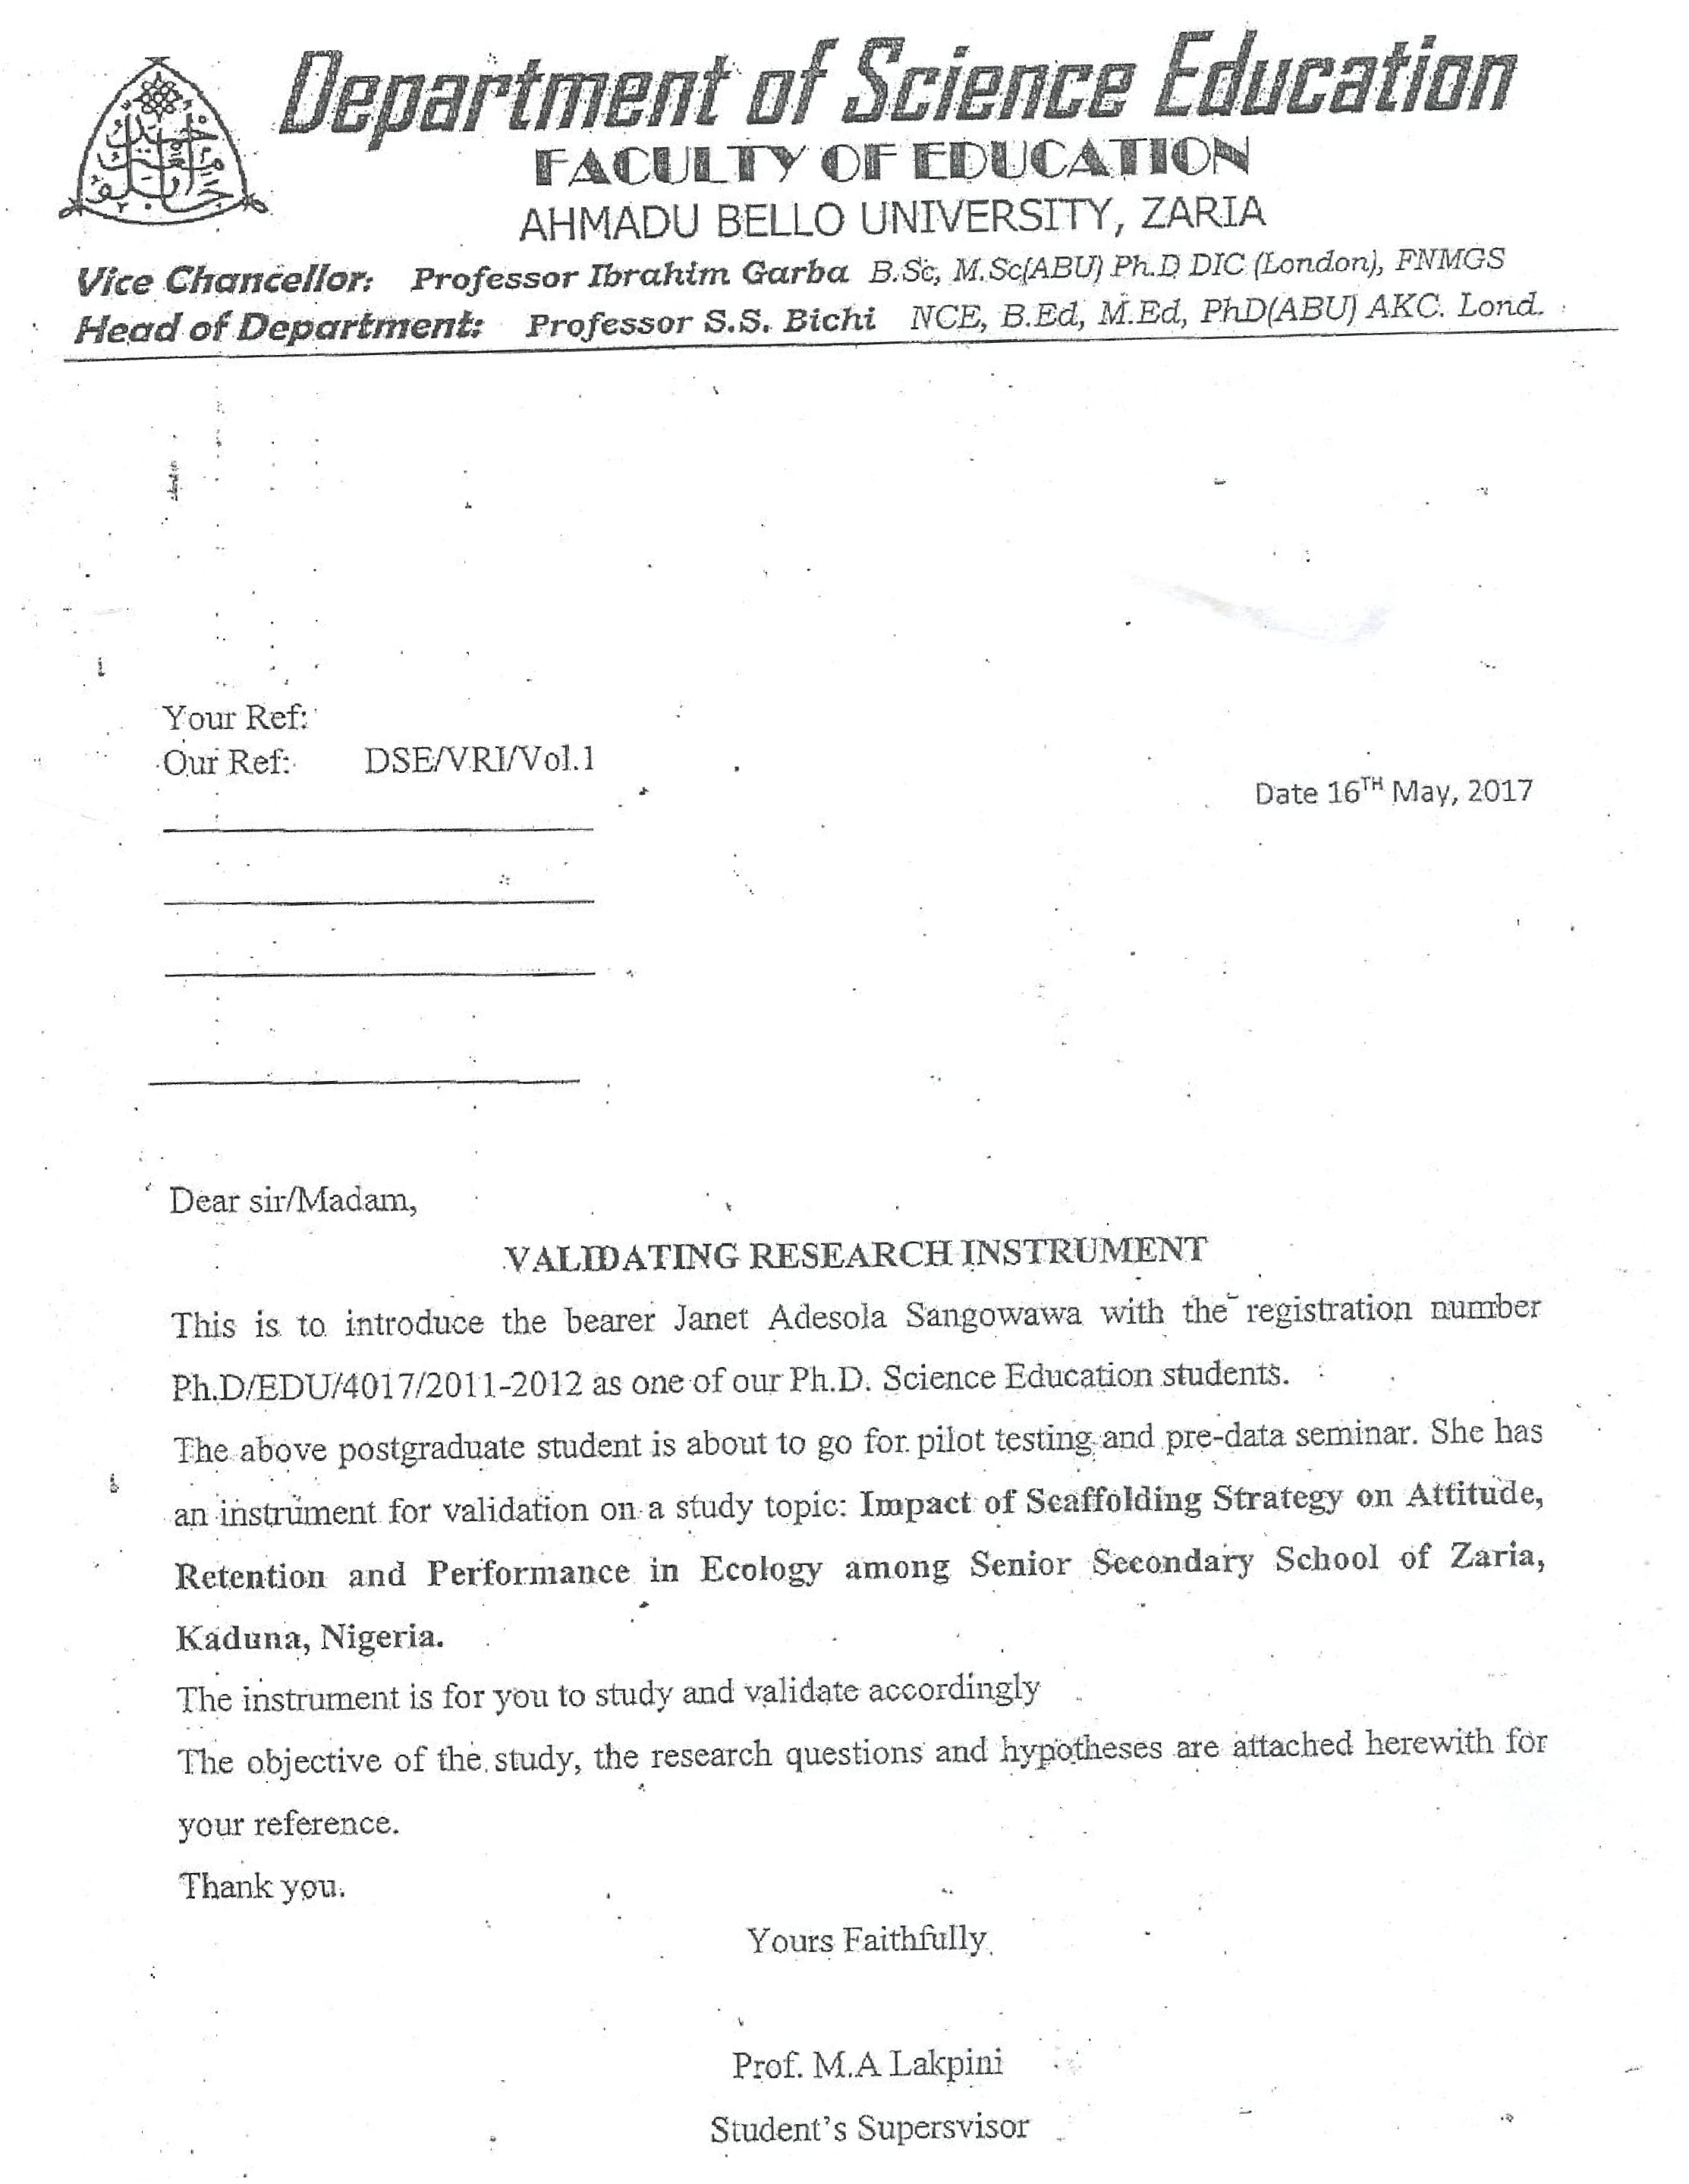 Department of Science Education
FACULTY OF EDUCATION
AHMADU BELLO UNIVERSITY, ZARIA
Vice Chancellor: Professor Ibrahim Garba B.Sc, M.Sc(ABU) Ph.D DIC (London), FNMGS
Head of Department: Professor S.S. Bichi NCE, B.Ed, M.Ed, PhD(ABU) AKC. Lond.
Your Ref:
Our Ref: DSE/VRI/Vol.1
Date 16TH May, 2017
Dear sir/Madam,
VALIDATING RESEARCH INSTRUMENT
This is to introduce the bearer Janet Adesola Sangowawa with the registration number
Ph.D/EDU/4017/2011-2012 as one of our Ph.D. Science Education students.
The above postgraduate student is about to go for pilot testing and pre-data seminar. She has
an instrument for validation on a study topic: Impact of Scaffolding Strategy on Attitude,
Retention and Performance in Ecology among Senior Secondary School of Zaria,
Kaduna, Nigeria.
The instrument is for you to study and validate accordingly
The objective of the study, the research questions and hypotheses are attached herewith for
your reference.
Thank you.
Yours Faithfully
Prof. M.A Lakpini
Student's Supersvisor